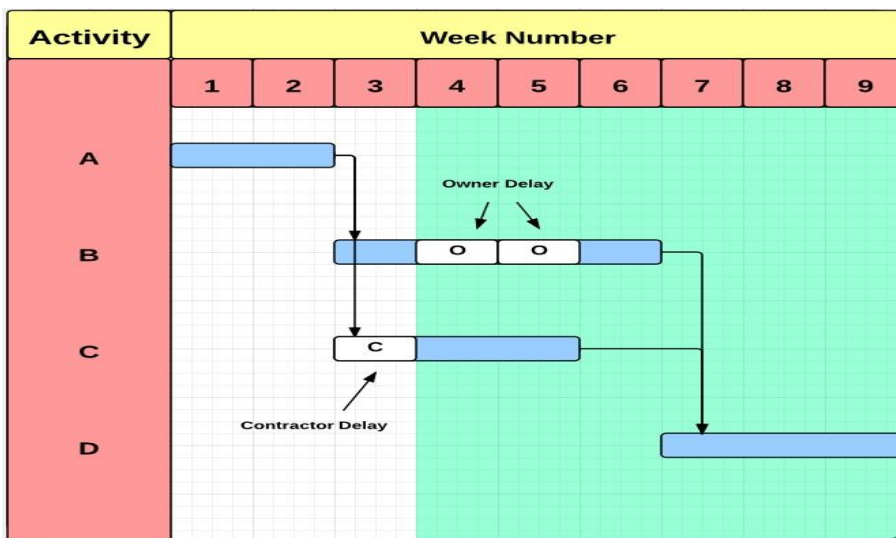 Activity Week Number
1 2 3 4 5 6 7 8 9
A
Owner Delay
B O O
C C
Contractor Delay
D